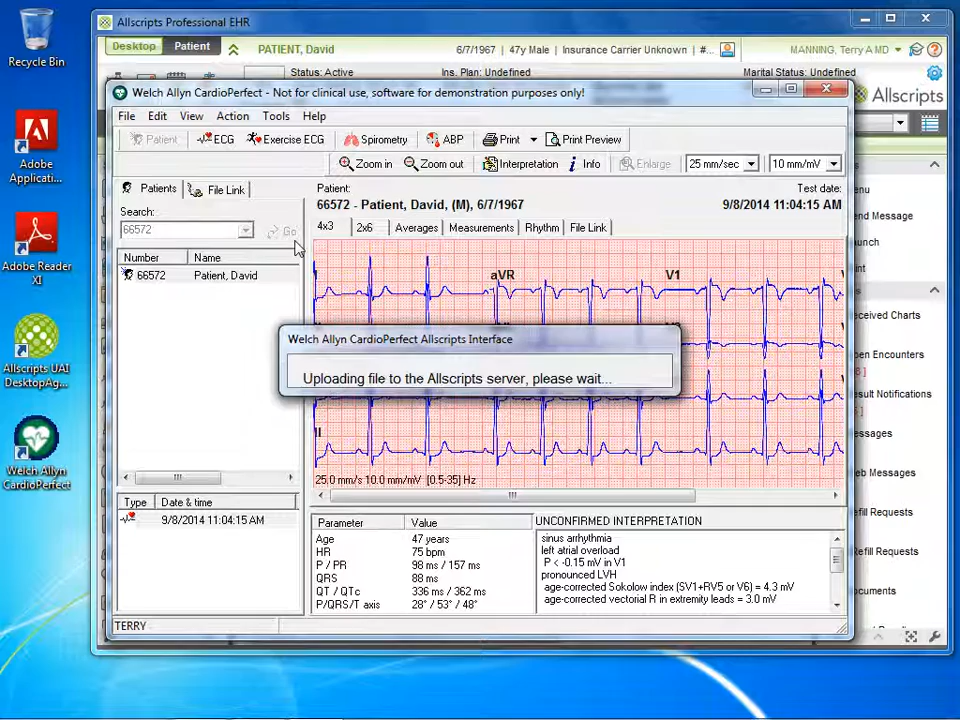 Recycle Bin
Adobe
Applicati...
Adobe Reader
XI
Allscripts UAI
DesktopAg...
Welch Allyn
CardioPerfect
Allscripts Professional EHR
Desktop
Patient
PATIENT, David
6/7/1967 | 47y Male | Insurance Carrier Unknown | #...
MANNING, Terry A MD
Status: Active
Ins. Plan: Undefined
Marital Status: Undefined
Allscripts
Welch Allyn CardioPerfect - Not for clinical use, software for demonstration purposes only!
File Edit View Action Tools Help
Patient ECG Exercise ECG Spirometry ABP Print Print Preview
Zoom in Zoom out Interpretation Info Enlarge 25 mm/sec 10 mm/mV
Patients File Link
Search:
66572 Go
Number Name
66572 Patient, David
Type Date & time
9/8/2014 11:04:15 AM
Patient:
Test date:
66572 - Patient, David, (M), 6/7/1967
9/8/2014 11:04:15 AM
4x3 2x6 Averages Measurements Rhythm File Link
I aVR V1
II
25.0 mm/s 10.0 mm/mV [0.5-35] Hz
Welch Allyn CardioPerfect Allscripts Interface
Uploading file to the Allscripts server, please wait...
Parameter Value
Age 47 years
HR 75 bpm
P / PR 98 ms / 157 ms
QRS 88 ms
QT / QTc 336 ms / 362 ms
P/QRS/T axis 28° / 53° / 48°
UNCONFIRMED INTERPRETATION
sinus arrhythmia
left atrial overload
P < -0.15 mV in V1
pronounced LVH
age-corrected Sokolow index (SV1+RV5 or V6) = 4.3 mV
age-corrected vectorial R in extremity leads = 3.0 mV
TERRY
enu
end Message
unch
int
eceived Charts
pen Encounters
6]
esult Notifications
essages
eb Messages
efill Requests
efill Requests
ocuments